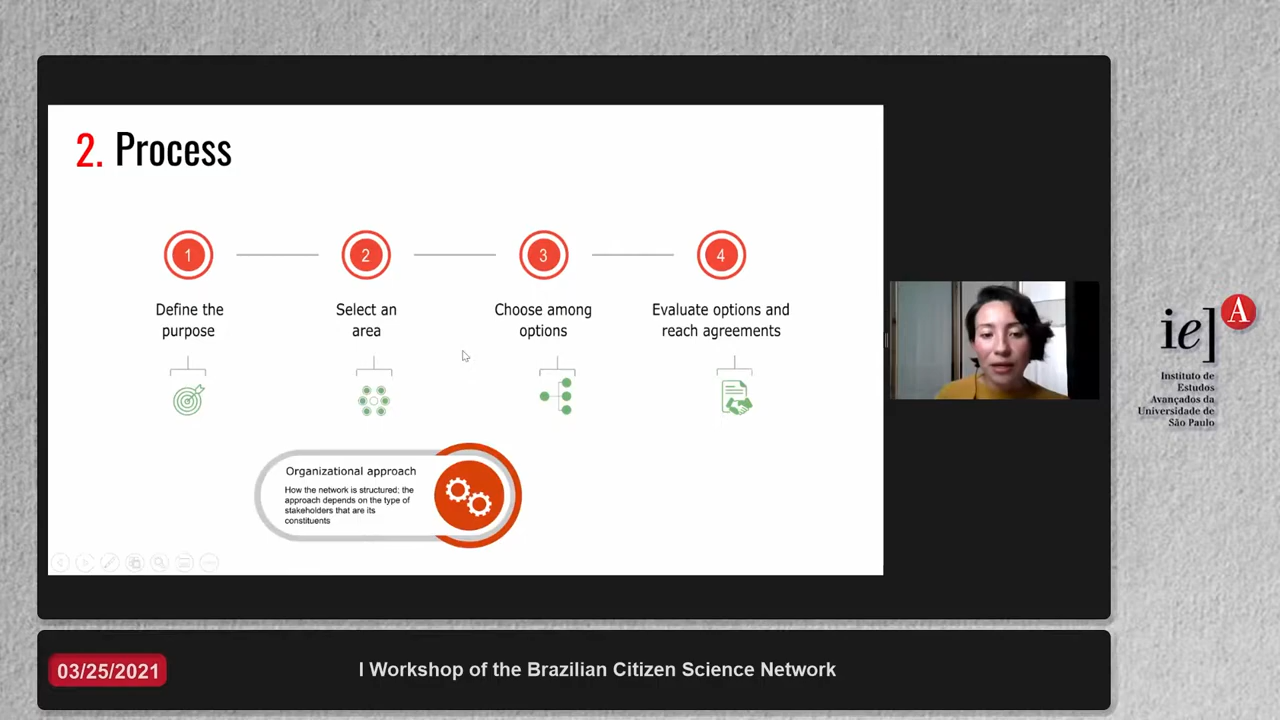 2. Process
1
2
3
4
Define the
purpose
Select an
area
Choose among
options
Evaluate options and
reach agreements
Organizational approach
How the network is structured: the
approach depends on the type of
stakeholders that are its
constituents
ie] A
Instituto de
Estudos
Avançados da
Universidade de
São Paulo
03/25/2021
I Workshop of the Brazilian Citizen Science Network